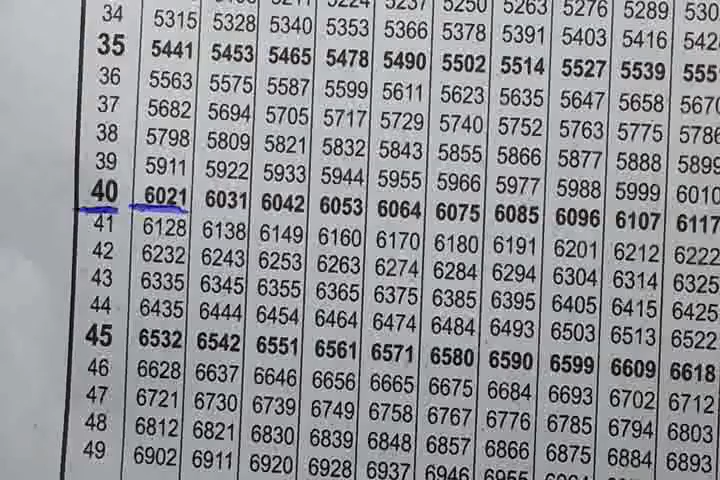 34 5315 5328 5340 5353 5366 5378 5391 5403 5416
35 5441 5453 5465 5478 5490 5502 5514 5527 5539
36 5563 5575 5587 5599 5611 5623 5635 5647 5658 5670
37 5682 5694 5705 5717 5729 5740 5752 5763 5775 5786
38 5798 5809 5821 5832 5843 5855 5866 5877 5888 5899
39 5911 5922 5933 5944 5955 5966 5977 5988 5999 6010
40 6021 6031 6042 6053 6064 6075 6085 6096 6107 6117
41 6128 6138 6149 6160 6170 6180 6191 6201 6212 6222
42 6232 6243 6253 6263 6274 6284 6294 6304 6314 6325
43 6335 6345 6355 6365 6375 6385 6395 6405 6415 6425
44 6435 6444 6454 6464 6474 6484 6493 6503 6513 6522
45 6532 6542 6551 6561 6571 6580 6590 6599 6609 6618
46 6628 6637 6646 6656 6665 6675 6684 6693 6702 6712
47 6721 6730 6739 6749 6758 6767 6776 6785 6794 6803
48 6812 6821 6830 6839 6848 6857 6866 6875 6884 6893
49 6902 6911 6920 6928 6937 6946 6955